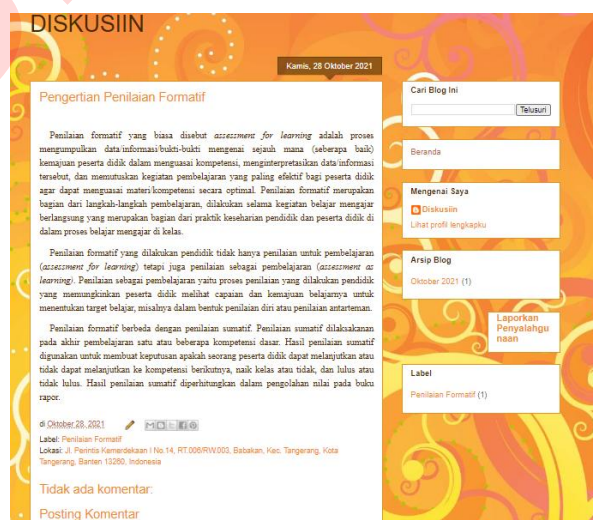 DISKUSIIN
Kamis, 28 Oktober 2021
Pengertian Penilaian Formatif
Penilaian formatif yang biasa disebut assessment for learning adalah proses
mengumpulkan data/informasi/bukti-bukti mengenai sejauh mana (seberapa baik)
kemajuan peserta didik dalam menguasai kompetensi, menginterpretasikan data/informasi
tersebut, dan memutuskan kegiatan pembelajaran yang paling efektif bagi peserta didik
agar dapat menguasai materi/kompetensi secara optimal. Penilaian formatif merupakan
bagian dari langkah-langkah pembelajaran, dilakukan selama kegiatan belajar mengajar
berlangsung yang merupakan bagian dari praktik keseharian pendidik dan peserta didik di
dalam proses belajar mengajar di kelas.
Penilaian formatif yang dilakukan pendidik tidak hanya penilaian untuk pembelajaran
(assessment for learning) tetapi juga penilaian sebagai pembelajaran (assessment as
learning). Penilaian sebagai pembelajaran yaitu proses penilaian yang dilakukan pendidik
yang memungkinkan peserta didik melihat capaian dan kemajuan belajarnya untuk
menentukan target belajar, misalnya dalam bentuk penilaian diri atau penilaian antarteman.
Penilaian formatif berbeda dengan penilaian sumatif. Penilaian sumatif dilaksanakan
pada akhir pembelajaran satu atau beberapa kompetensi dasar. Hasil penilaian sumatif
digunakan untuk membuat keputusan apakah seorang peserta didik dapat melanjutkan atau
tidak dapat melanjutkan ke kompetensi berikutnya, naik kelas atau tidak, dan lulus atau
tidak lulus. Hasil penilaian sumatif diperhitungkan dalam pengolahan nilai pada buku
rapor.
di Oktober 28, 2021
Label: Penilaian Formatif
Lokasi: Jl. Perintis Kemerdekaan I No 14, RT.006/RW.003, Babakan, Kec, Tangerang, Kota
Tangerang, Banten 13260, Indonesia
Tidak ada komentar:
Posting Komentar
Cari Blog Ini
Telusuri
Beranda
Mengenai Saya
Diskusiin
Lihat profil lengkapku
Arsip Blog
Oktober 2021 (1)
Laporkan
Penyalahgu
naan
Label
Penilaian Formatif (1)